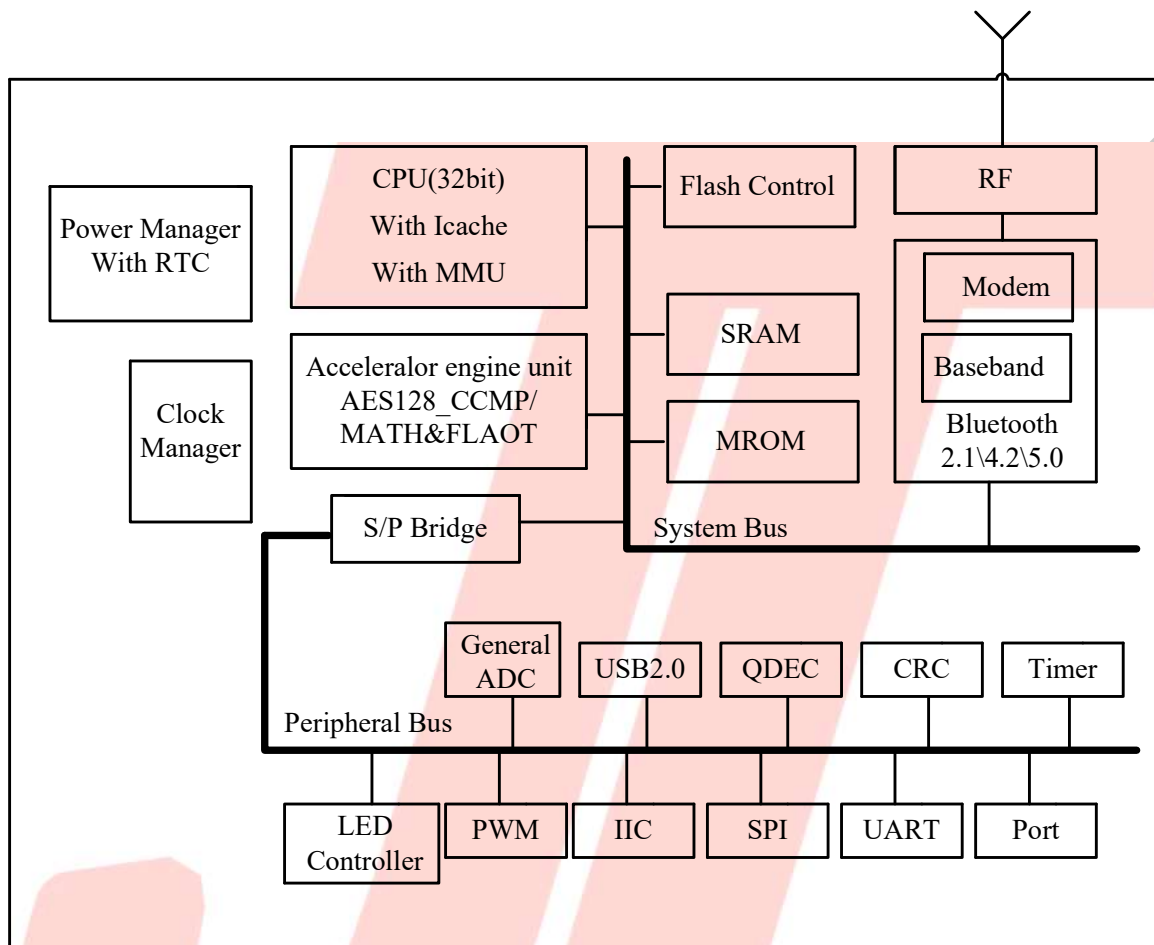 CPU(32bit)
With Icache
With MMU
Flash Control
RF
Power Manager
With RTC
Modem
SRAM
Baseband
Bluetooth
2.1\4.2\5.0
Acceleralor engine unit
AES128_CCMP/
MATH&FLAOT
MROM
Clock
Manager
S/P Bridge
System Bus
General
ADC
USB2.0
QDEC
CRC
Timer
Peripheral Bus
LED
Controller
PWM
IIC
SPI
UART
Port